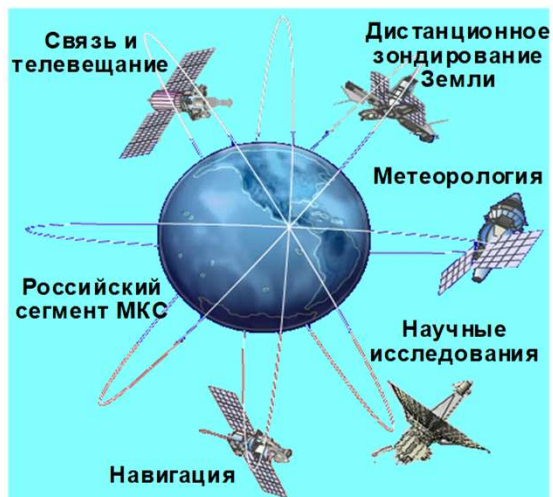 Связь и
телевещание
Дистанционное
зондирование
Земли
Метеорология
Российский
сегмент МКС
Научные
исследования
Навигация